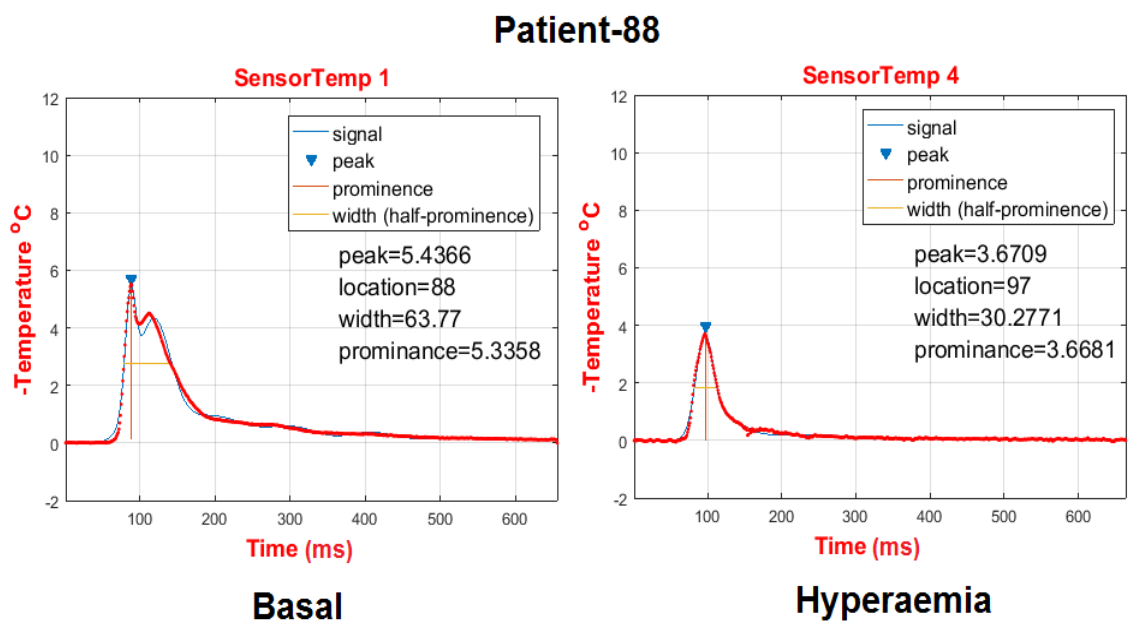 Patient-88
SensorTemp 1
12
10
8
6
4
2
0
-2
-Temperature °C
signal
peak
prominence
width (half-prominence)
peak=5.4366
location=88
width=63.77
prominance=5.3358
100 200 300 400 500 600
Time (ms)
Basal
SensorTemp 4
12
10
8
6
4
2
0
-2
-Temperature °C
signal
peak
prominence
width (half-prominence)
peak=3.6709
location=97
width=30.2771
prominance=3.6681
100 200 300 400 500 600
Time (ms)
Hyperaemia